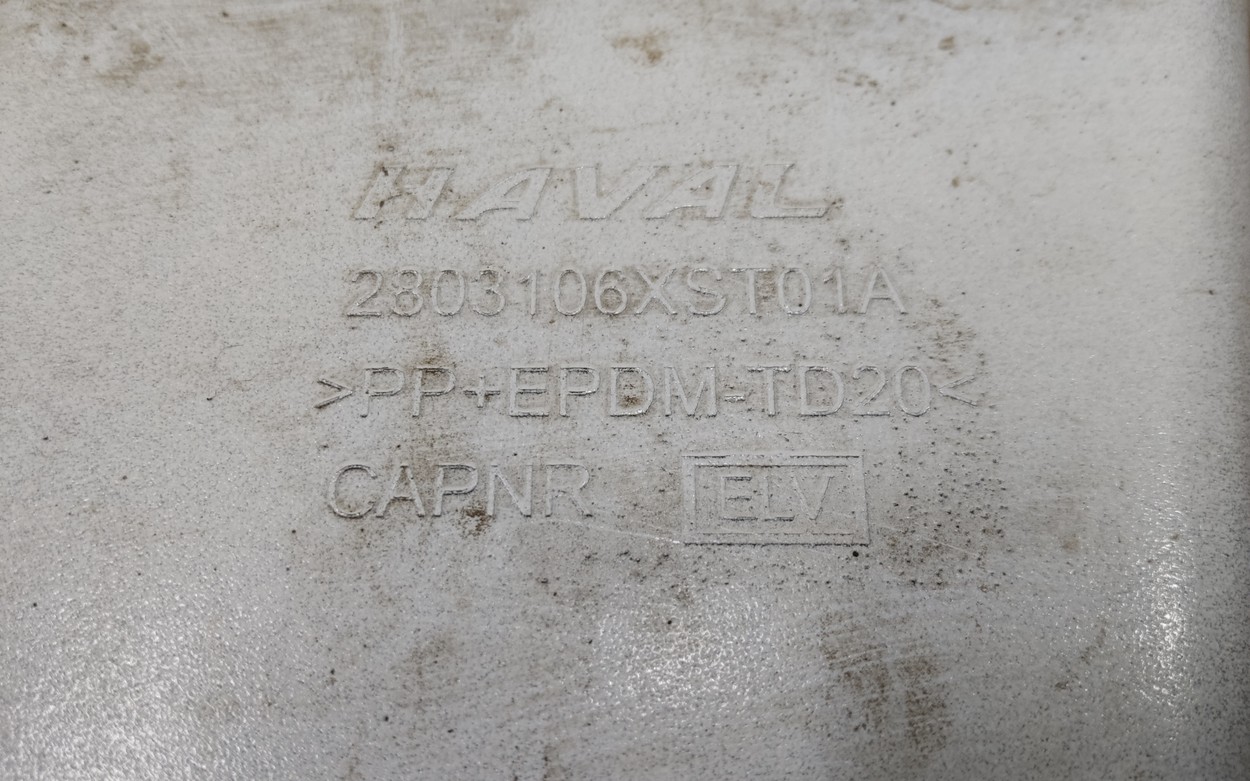 HAVAL
2803106XST01A
>PP+EPDM-TD20<
CAPNR ELV